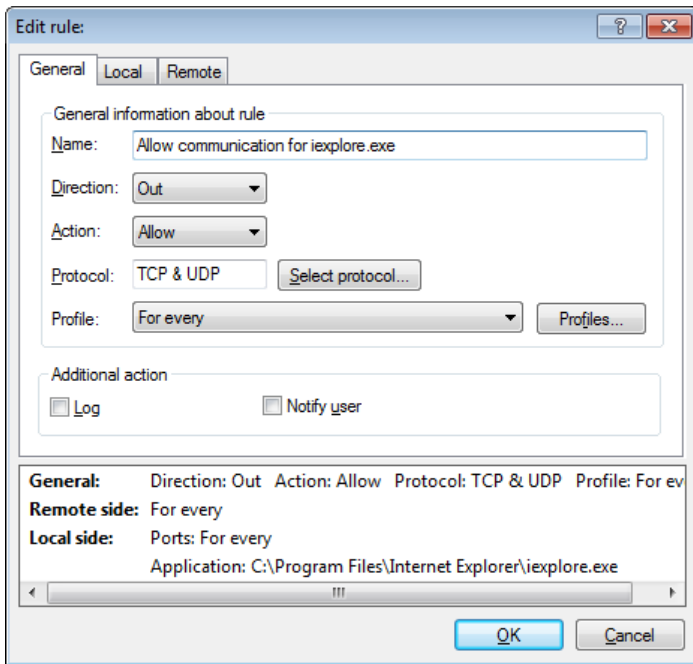 Edit rule:
General Local Remote
General information about rule
Name: Allow communication for iexplore.exe
Direction: Out
Action: Allow
Protocol: TCP & UDP Select protocol...
Profile: For every Profiles...
Additional action
Log Notify user
General: Direction: Out Action: Allow Protocol: TCP & UDP Profile: For ev
Remote side: For every
Local side: Ports: For every
Application: C:\Program Files\Internet Explorer\iexplore.exe
OK Cancel